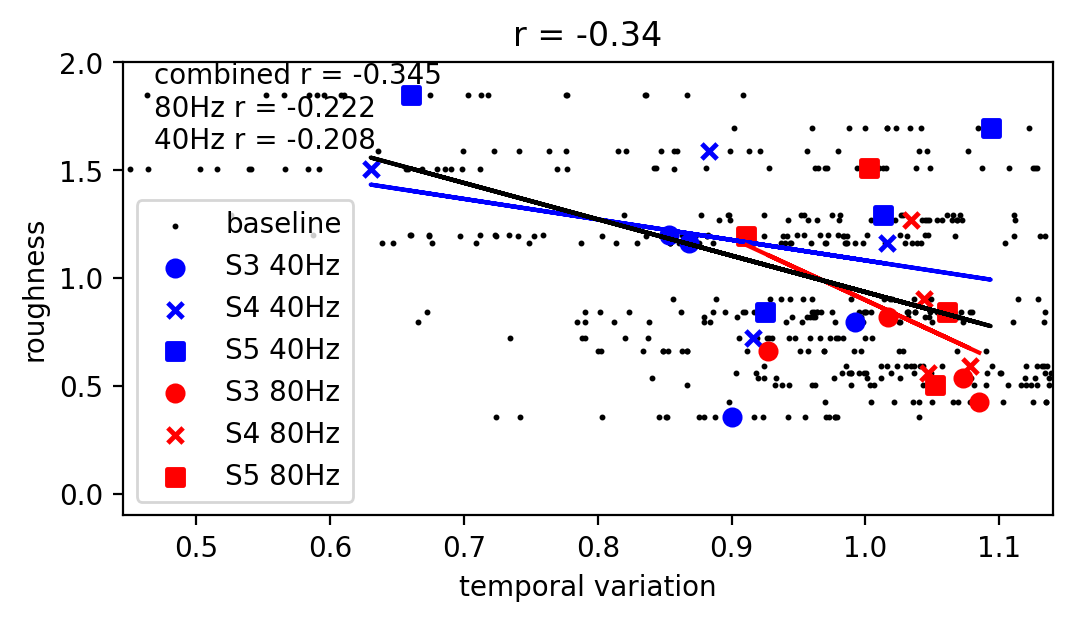 r = -0.34
combined r = -0.345
80Hz r = -0.222
40Hz r = -0.208
baseline
S3 40Hz
S4 40Hz
S5 40Hz
S3 80Hz
S4 80Hz
S5 80Hz
roughness
2.0
1.5
1.0
0.5
0.0
0.5 0.6 0.7 0.8 0.9 1.0 1.1
temporal variation